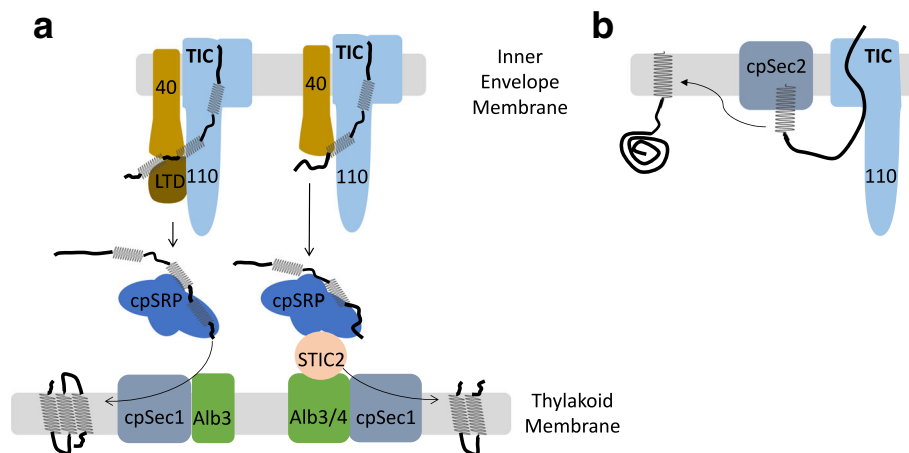 a
b
TIC
TIC
Inner
Envelope
Membrane
cpSec2
TIC
40
40
LTD
110
110
110
cpSRP
cpSRP
STIC2
cpSec1
Alb3
Alb3/4
cpSec1
Thylakoid
Membrane